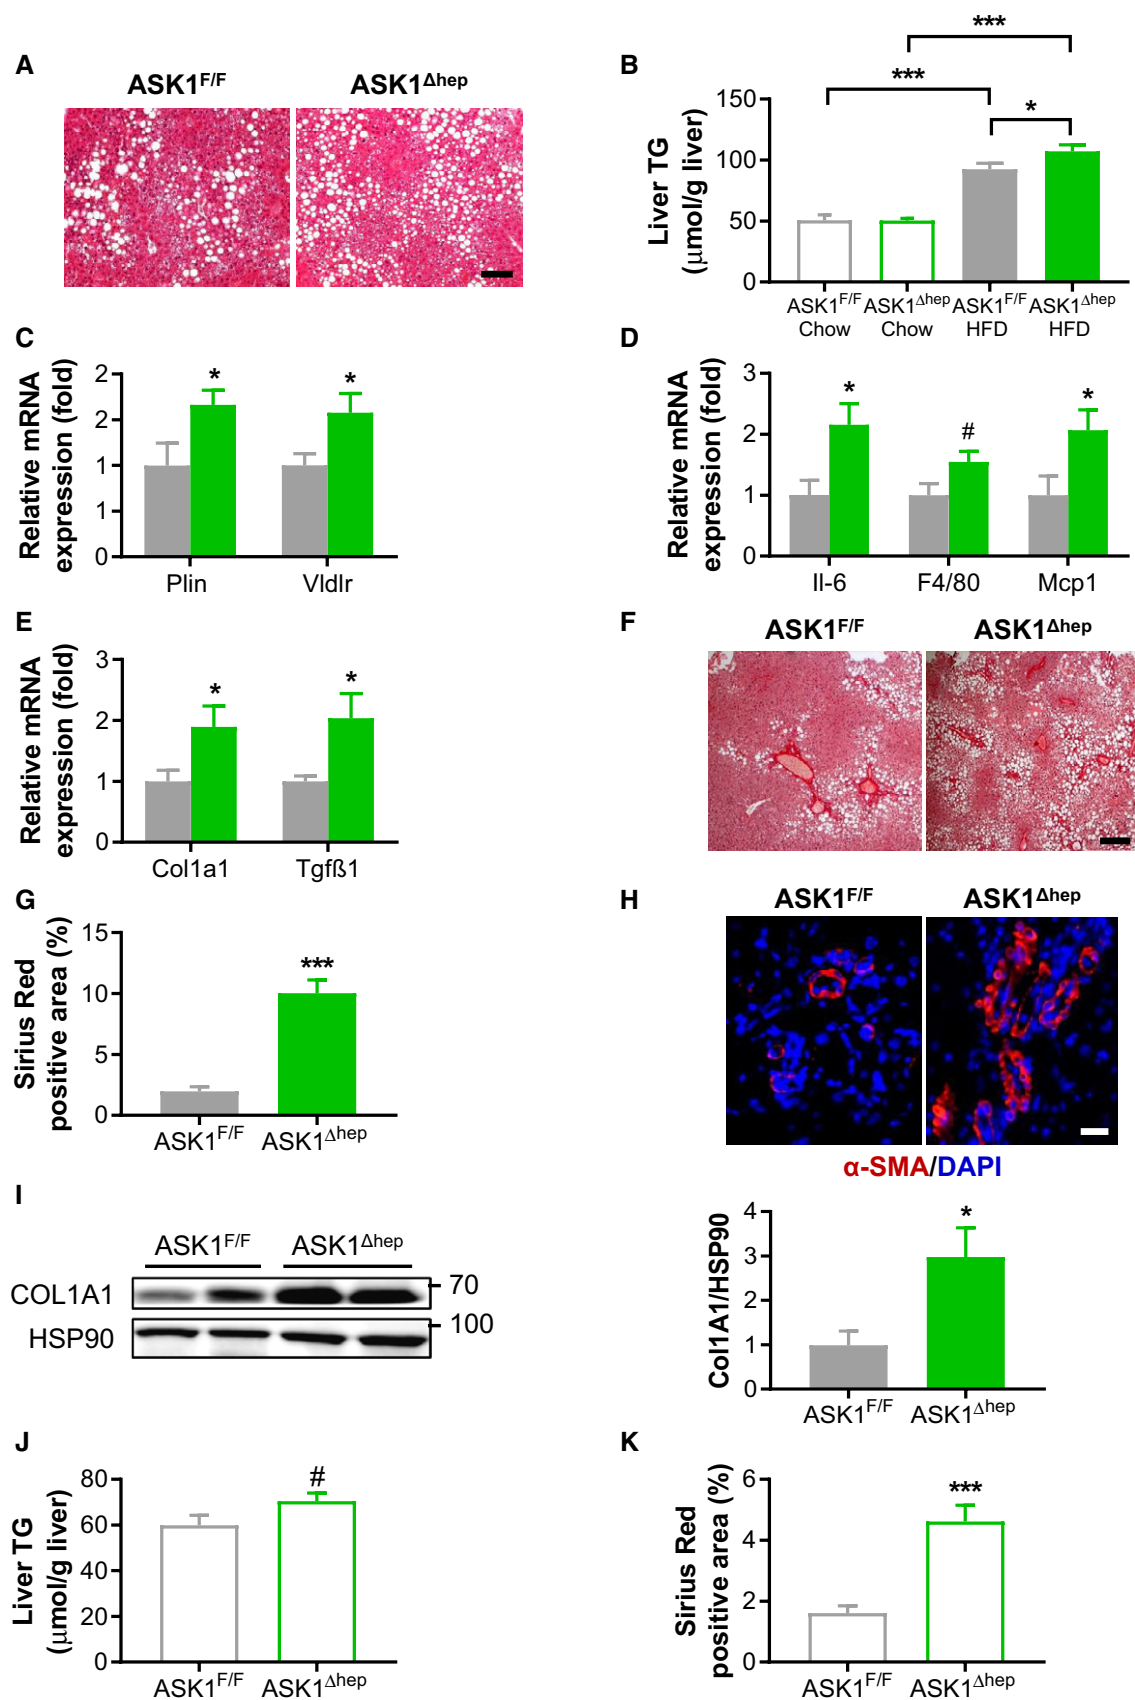 A
ASK1F/F
ASK1Δhep
B
***
***
*
Liver TG
(µmol/g liver)
150
100
50
0
ASK1F/F ASK1Δhep ASK1F/F ASK1Δhep
Chow Chow HFD HFD
C
Relative mRNA
expression (fold)
2
2
1
1
0
*
*
Plin
Vldlr
D
Relative mRNA
expression (fold)
3
2
1
0
*
#
*
Il-6
F4/80
Mcp1
E
Relative mRNA
expression (fold)
3
2
1
0
*
*
Col1a1
Tgfß1
F
ASK1F/F
ASK1Δhep
G
Sirius Red
positive area (%)
15
10
5
0
***
ASK1F/F ASK1Δhep
H
ASK1F/F
ASK1Δhep
α-SMA/DAPI
I
ASK1F/F
ASK1Δhep
COL1A1
70
HSP90
100
Col1A1/HSP90
4
3
2
1
0
*
ASK1F/F ASK1Δhep
J
Liver TG
(µmol/g liver)
80
60
40
20
0
#
ASK1F/F ASK1Δhep
K
Sirius Red
positive area (%)
6
4
2
0
***
ASK1F/F ASK1Δhep